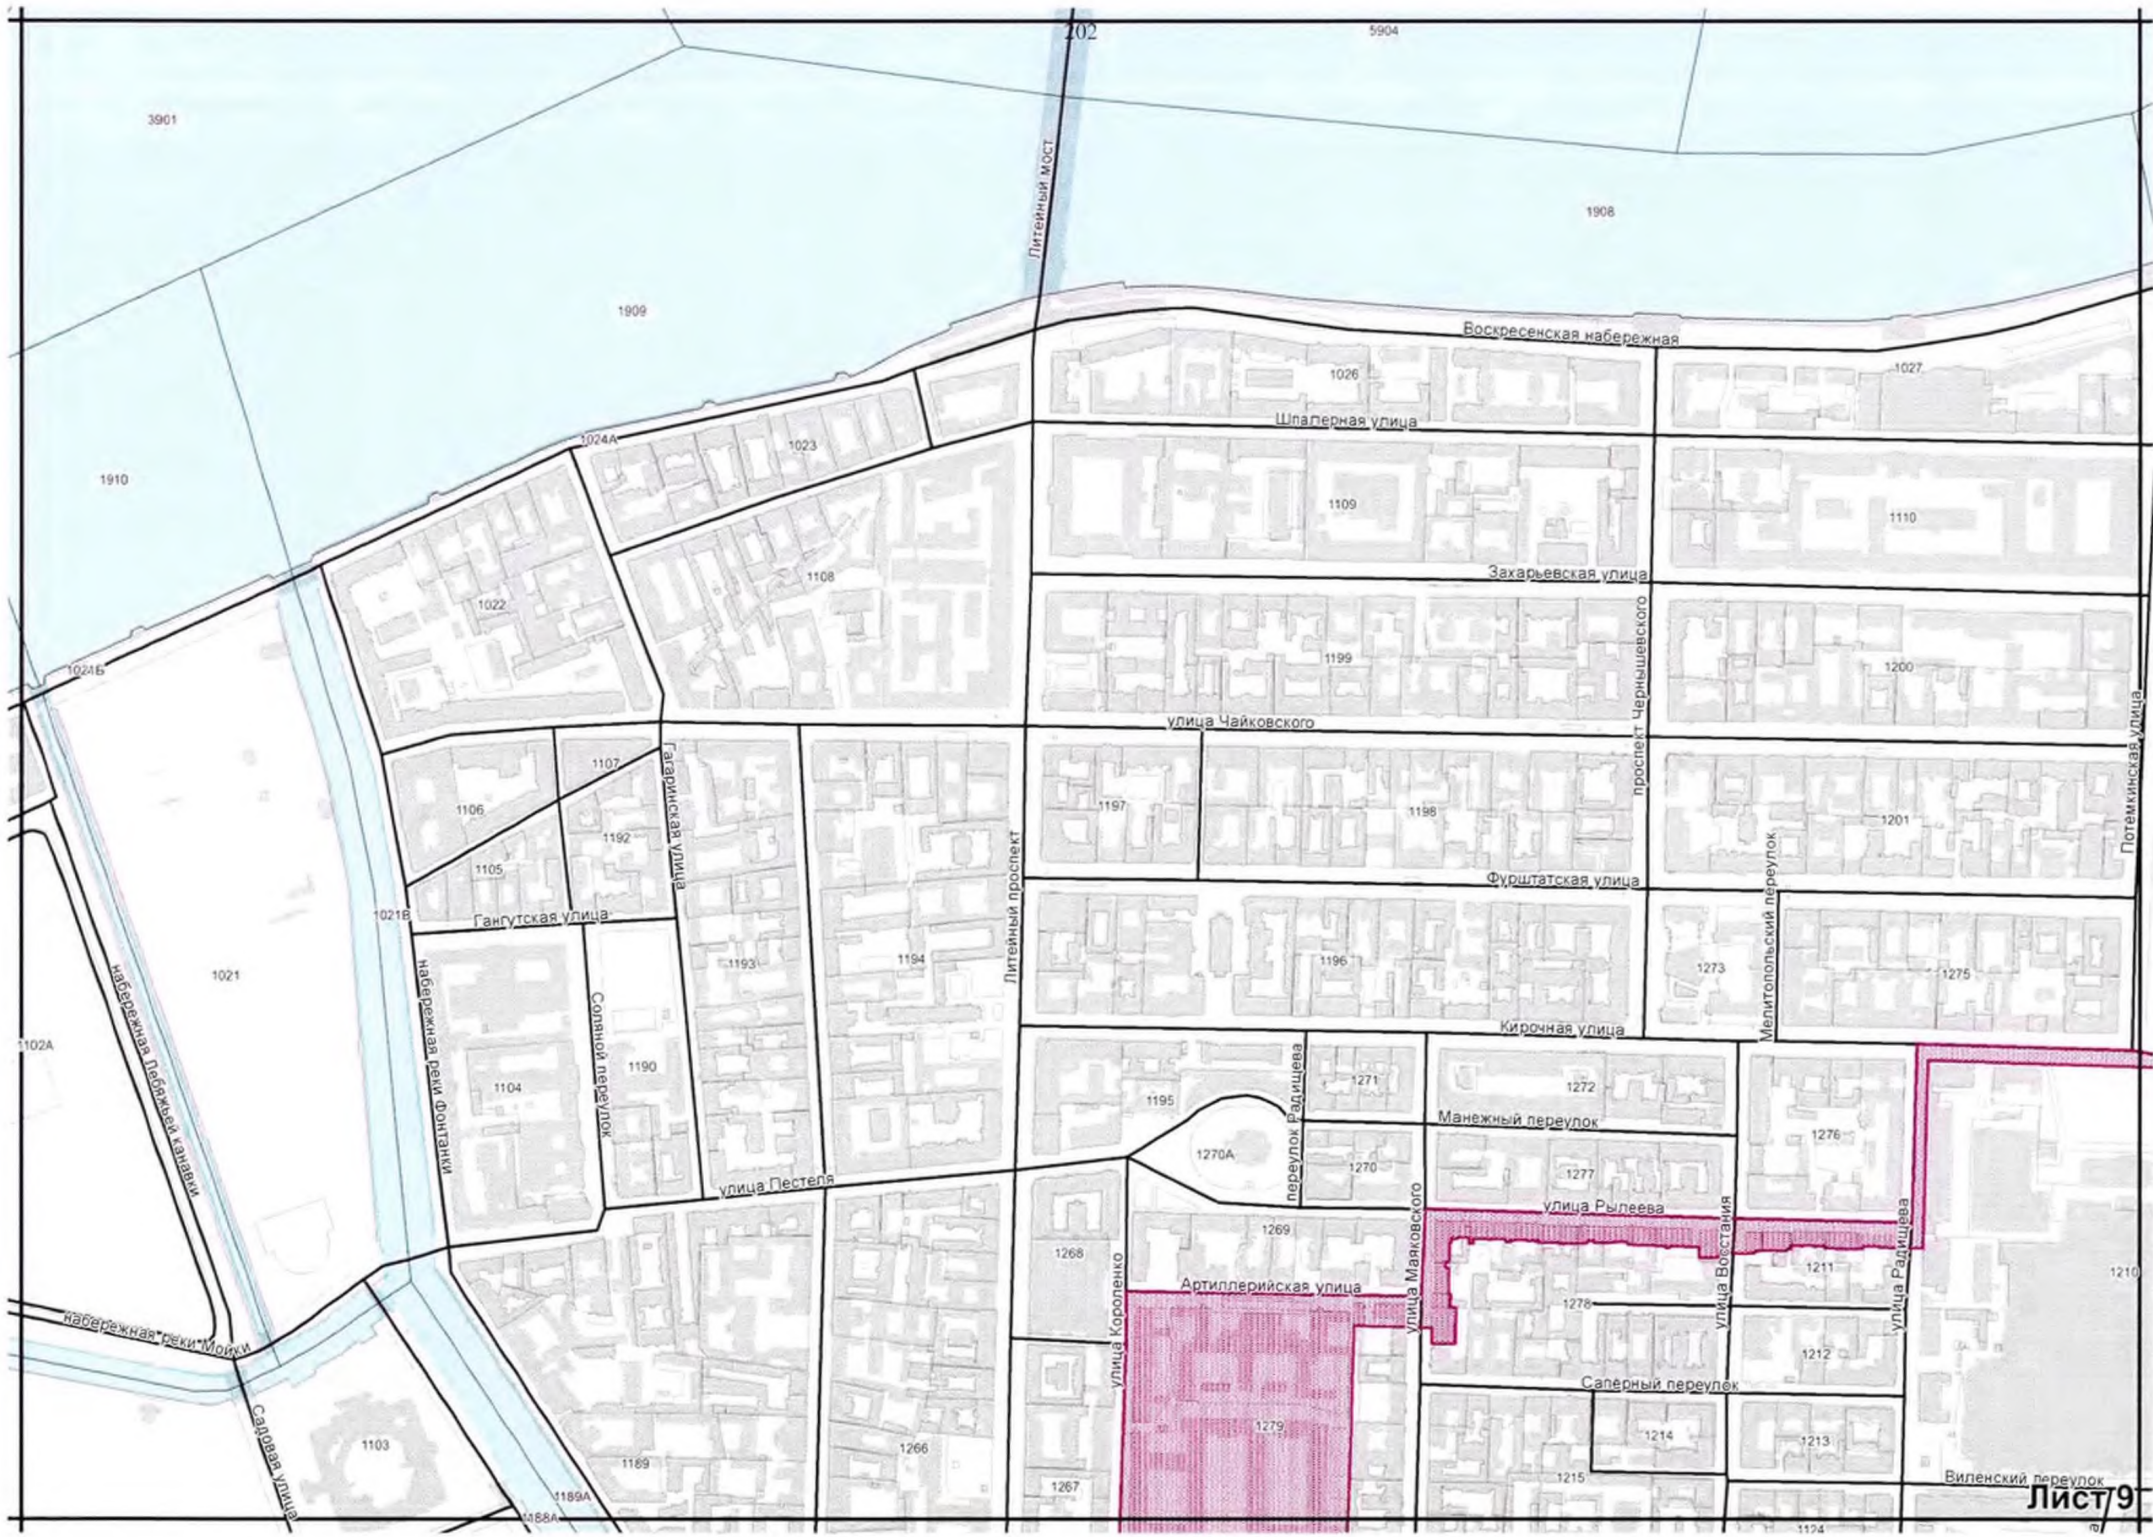 202
5904
3901
Литейный мост
1908
1909
Воскресенская набережная
1026
1027
Шпалерная улица
1024А
1023
1910
1109
1110
1108
Захарьевская улица
1022
1199
1200
проспект Чернышевского
1024Б
улица Чайковского
Потёмкинская улица
1107
Гагаринская улица
1106
1197
1198
1201
1192
1105
Литейный проспект
Фурштатская улица
Мелитопольский переулок
1021В
Гангутская улица
1021
набережная Лебяжьей канавки
набережная реки Фонтанки
Соляной переулок
1193
1194
1196
1273
1275
Кирочная улица
1102А
1104
1190
1195
переулок Радищева
1271
1272
Манежный переулок
1276
1270А
1270
1277
улица Пестеля
улица Рылеева
улица Маяковского
улица Восстания
улица Радищева
1269
1268
1211
1210
улица Короленко
Артиллерийская улица
1278
набережная реки Мойки
1212
Саперный переулок
Садовая улица
1103
1279
1214
1213
1189
1266
1267
1215
Виленский переулок
1189А
1188А
Лист 9
1124